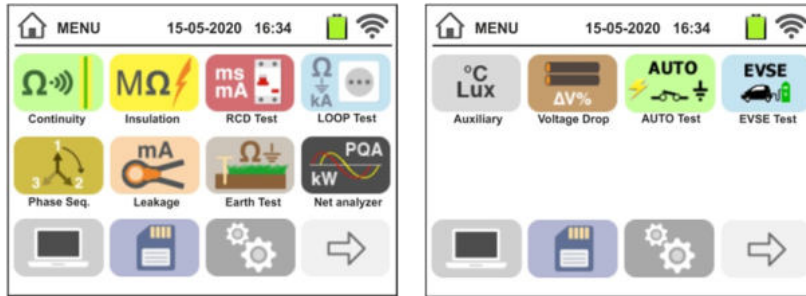 MENU 15-05-2020 16:34
Ω MΩ ms mA Ω kA
Continuity Insulation RCD Test LOOP Test
1 2 3 mA Ω PQA kW
Phase Seq. Leakage Earth Test Net analyzer
MENU 15-05-2020 16:34
°C Lux ΔV% AUTO EVSE
Auxiliary Voltage Drop AUTO Test EVSE Test